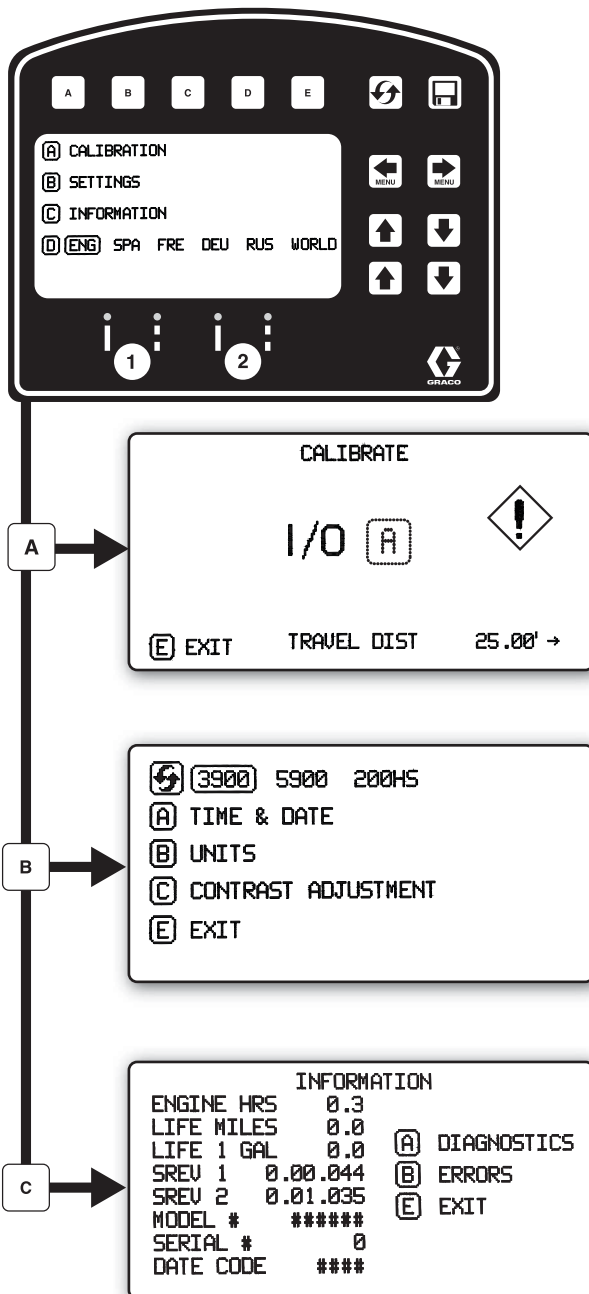 A B C D E
A CALIBRATION
B SETTINGS
C INFORMATION
D ENG SPA FRE DEU RUS WORLD
MENU MENU
1 2
GRACO
A
CALIBRATE
I/O A
!
E EXIT TRAVEL DIST 25.00' →
B
3900 5900 200HS
A TIME & DATE
B UNITS
C CONTRAST ADJUSTMENT
E EXIT
C
INFORMATION
ENGINE HRS 0.3
LIFE MILES 0.0
LIFE 1 GAL 0.0
SREV 1 0.00.044
SREV 2 0.01.035
MODEL # ######
SERIAL # 0
DATE CODE ####
A DIAGNOSTICS
B ERRORS
E EXIT